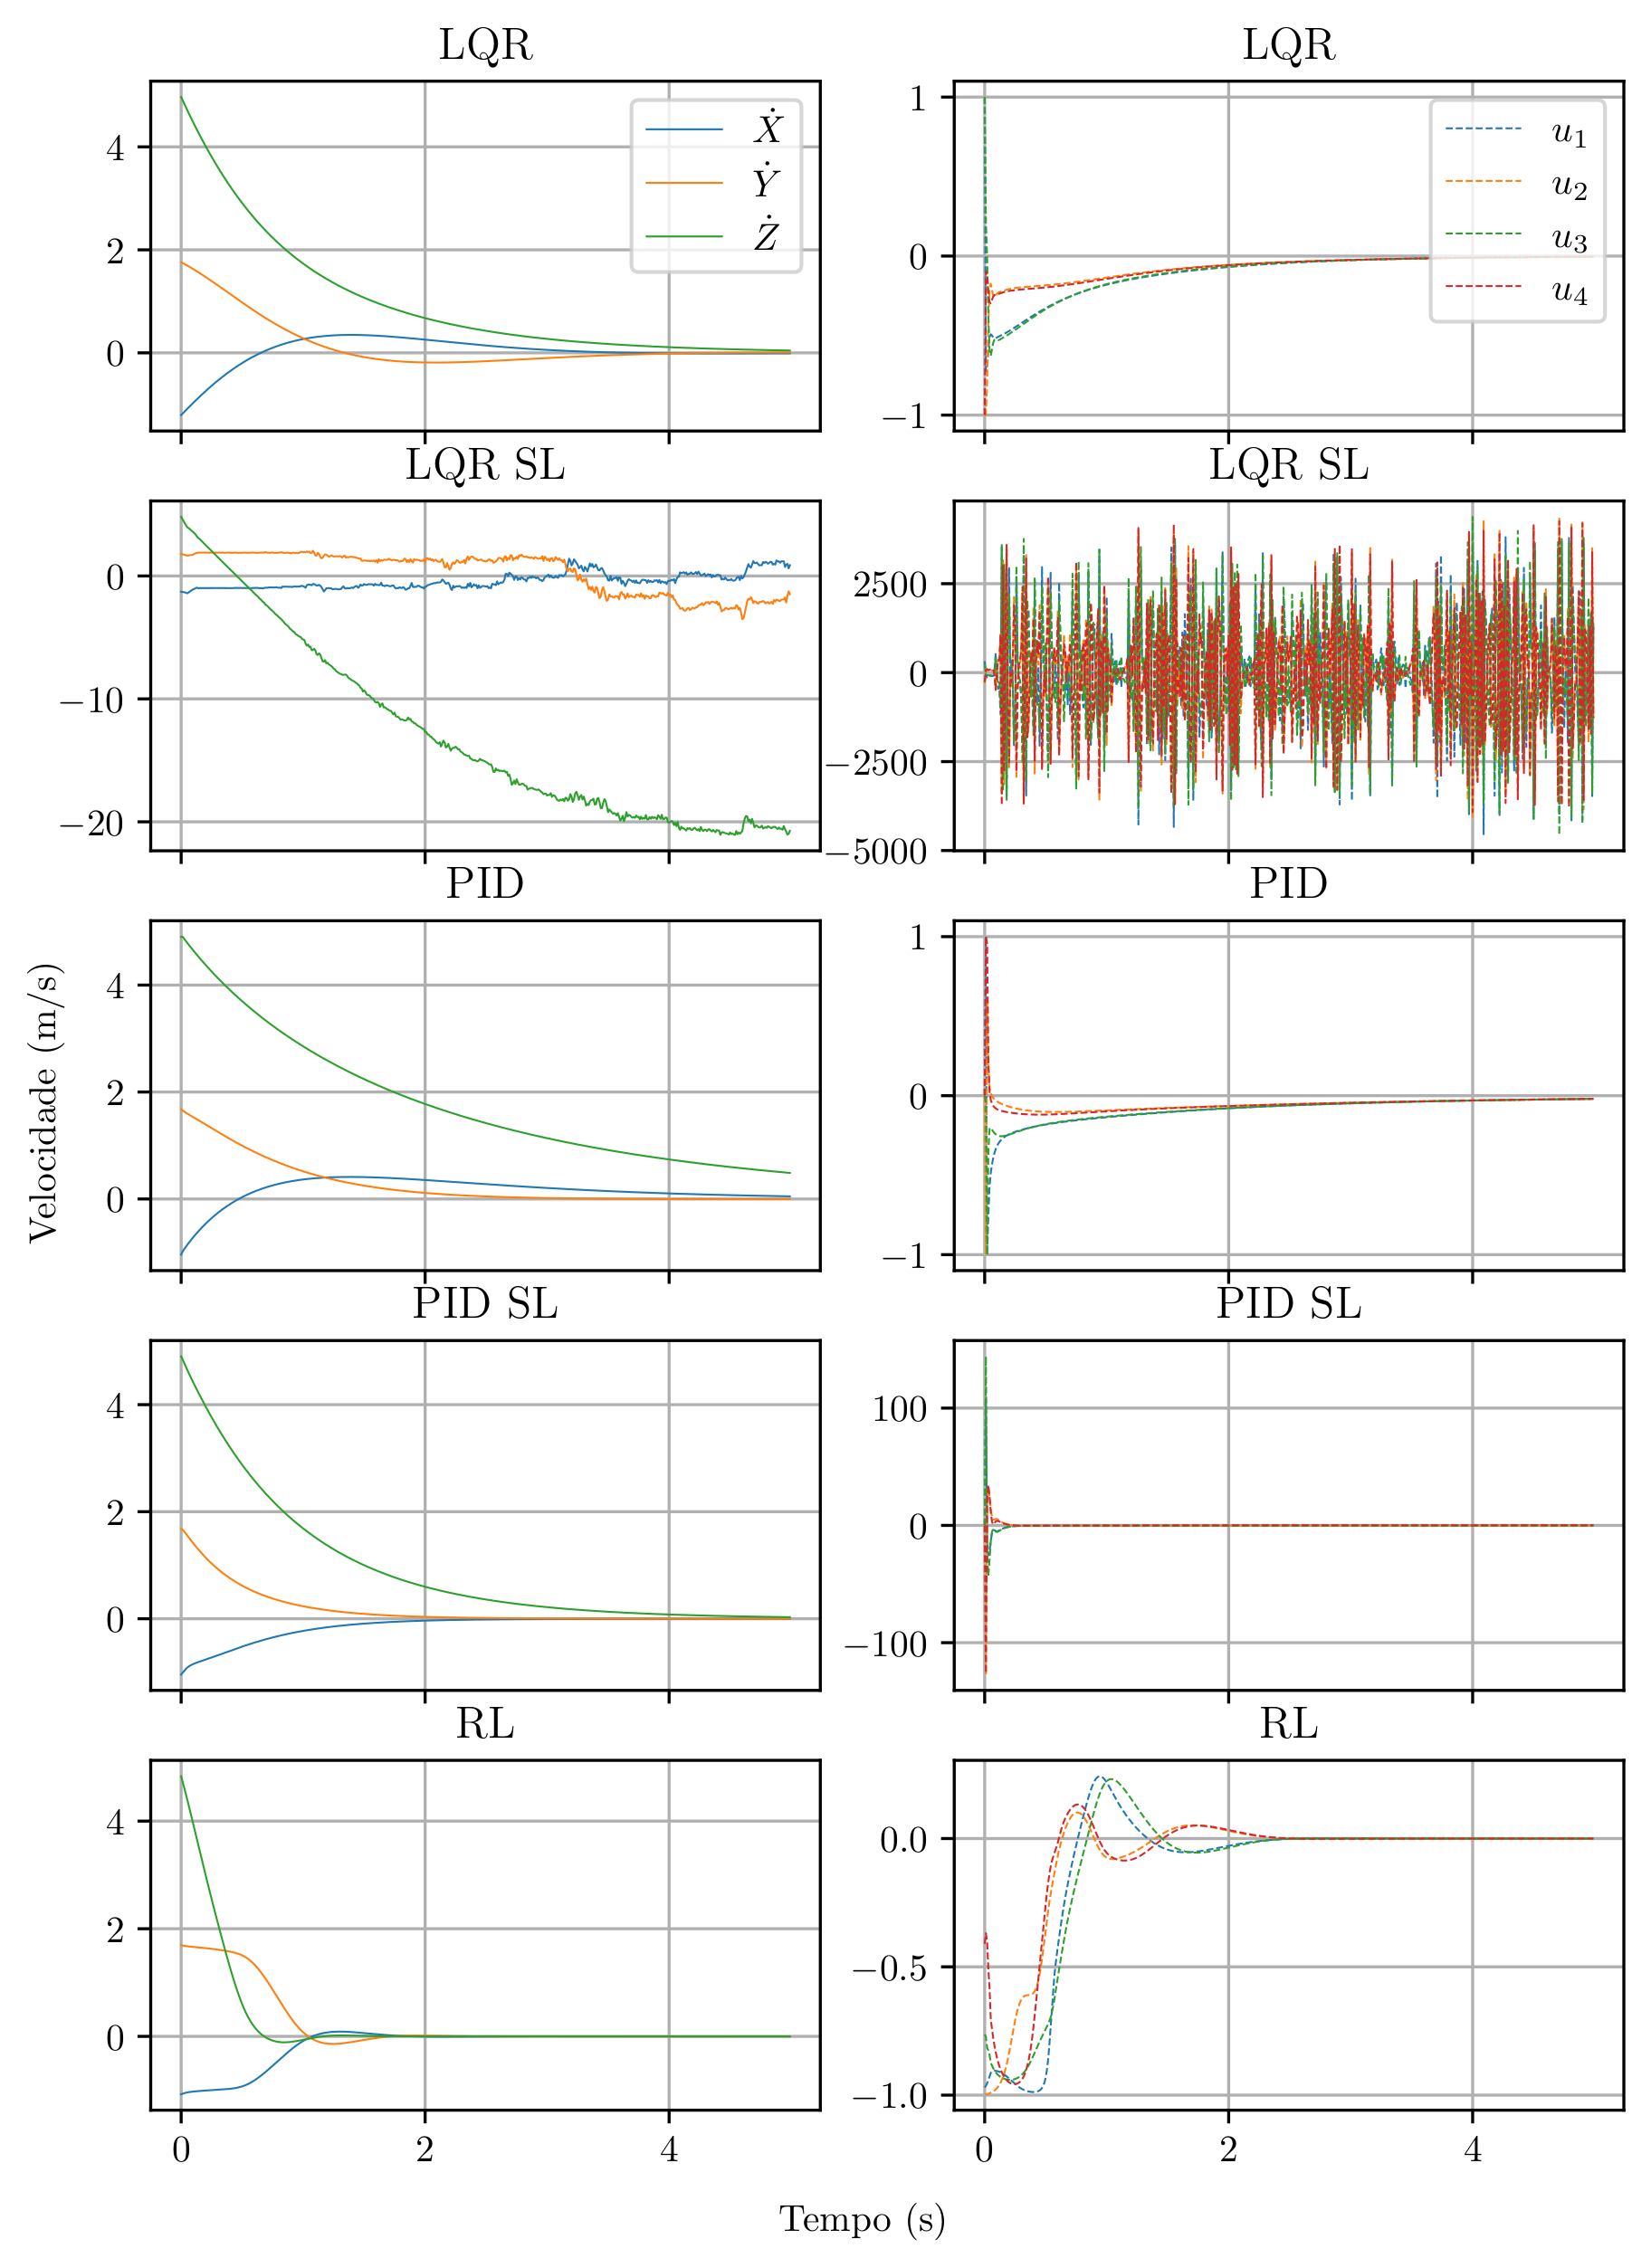 LQR
LQR
4
2
0
Ẋ
Ẏ
Ż
1
0
−1
u₁
u₂
u₃
u₄
LQR SL
LQR SL
0
−10
−20
2500
0
−2500
−5000
PID
PID
4
2
0
1
0
−1
Velocidade (m/s)
PID SL
PID SL
4
2
0
100
0
−100
RL
RL
4
2
0
0.0
−0.5
−1.0
0 2 4
0 2 4
Tempo (s)